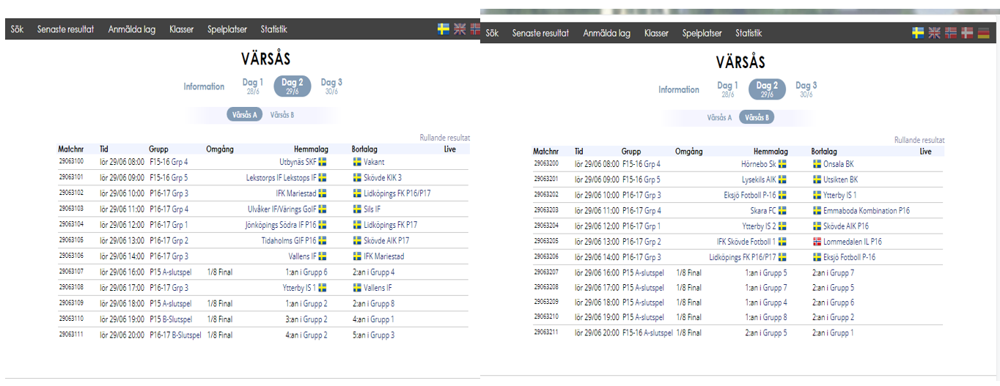 Sök Senaste resultat Anmälda lag Klasser Spelplatser Statistik
VÄRSÅS
Information Dag 1 Dag 2 Dag 3
28/6 29/6 30/6
Värsås A Värsås B
Rullande resultat
Matchnr Tid Grupp Omgång Hemmalag Bortalag Live
29063100 lör 29/06 08:00 F15-16 Grp 4 Utbynäs SKF Vakant
29063101 lör 29/06 09:00 F15-16 Grp 5 Lekstorps IF Lekstops IF Skövde KIK 3
29063102 lör 29/06 10:00 P16-17 Grp 3 IFK Mariestad Lidköpings FK P16/P17
29063103 lör 29/06 11:00 P16-17 Grp 4 Ulvåker IF/Värings GoIF Sils IF
29063104 lör 29/06 12:00 P16-17 Grp 1 Jönköpings Södra IF P16 Lidköpings FK P17
29063105 lör 29/06 13:00 P16-17 Grp 2 Tidaholms GIF P16 Skövde AIK P17
29063106 lör 29/06 14:00 P16-17 Grp 3 Vallens IF IFK Mariestad
29063107 lör 29/06 16:00 P15 A-slutspel 1/8 Final 1:an i Grupp 6 2:an i Grupp 4
29063108 lör 29/06 17:00 P16-17 Grp 3 Ytterby IS 1 Vallens IF
29063109 lör 29/06 18:00 P15 A-slutspel 1/8 Final 1:an i Grupp 2 2:an i Grupp 8
29063110 lör 29/06 19:00 P15 B-Slutspel 1/8 Final 3:an i Grupp 2 4:an i Grupp 1
29063111 lör 29/06 20:00 P16-17 B-Slutspel 1/8 Final 4:an i Grupp 2 5:an i Grupp 3
Sök Senaste resultat Anmälda lag Klasser Spelplatser Statistik
VÄRSÅS
Information Dag 1 Dag 2 Dag 3
28/6 29/6 30/6
Värsås A Värsås B
Rullande resultat
Matchnr Tid Grupp Omgång Hemmalag Bortalag Live
29063200 lör 29/06 08:00 F15-16 Grp 4 Hörnebo Sk Onsala BK
29063201 lör 29/06 09:00 F15-16 Grp 5 Lysekils AIK Utsikten BK
29063202 lör 29/06 10:00 P16-17 Grp 3 Eksjö Fotboll P-16 Ytterby IS 1
29063203 lör 29/06 11:00 P16-17 Grp 4 Skara FC Emmaboda Kombination P16
29063204 lör 29/06 12:00 P16-17 Grp 1 Ytterby IS 2 Skövde AIK P16
29063205 lör 29/06 13:00 P16-17 Grp 2 IFK Skövde Fotboll 1 Lommedalen IL P16
29063206 lör 29/06 14:00 P16-17 Grp 3 Lidköpings FK P16/P17 Eksjö Fotboll P-16
29063207 lör 29/06 16:00 P15 A-slutspel 1/8 Final 1:an i Grupp 5 2:an i Grupp 7
29063208 lör 29/06 17:00 P15 A-slutspel 1/8 Final 1:an i Grupp 7 2:an i Grupp 5
29063209 lör 29/06 18:00 P15 A-slutspel 1/8 Final 1:an i Grupp 4 2:an i Grupp 6
29063210 lör 29/06 19:00 P15 A-slutspel 1/8 Final 1:an i Grupp 8 2:an i Grupp 2
29063211 lör 29/06 20:00 F15-16 A-slutspel 1/8 Final 2:an i Grupp 5 2:an i Grupp 1